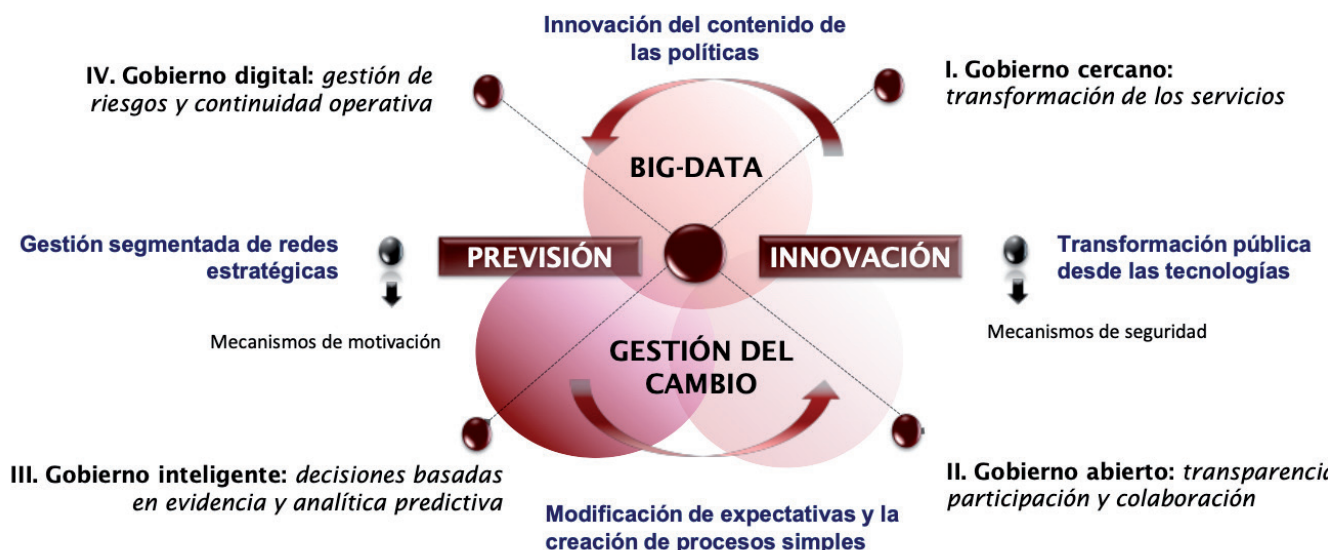 Innovación del contenido de
las políticas
IV. Gobierno digital: gestión de
riesgos y continuidad operativa
I. Gobierno cercano:
transformación de los servicios
BIG-DATA
Gestión segmentada de redes
estratégicas
PREVISIÓN
INNOVACIÓN
Transformación pública
desde las tecnologías
Mecanismos de motivación
Mecanismos de seguridad
GESTIÓN DEL
CAMBIO
III. Gobierno inteligente: decisiones basadas
en evidencia y analítica predictiva
II. Gobierno abierto: transparencia
participación y colaboración
Modificación de expectativas y la
creación de procesos simples